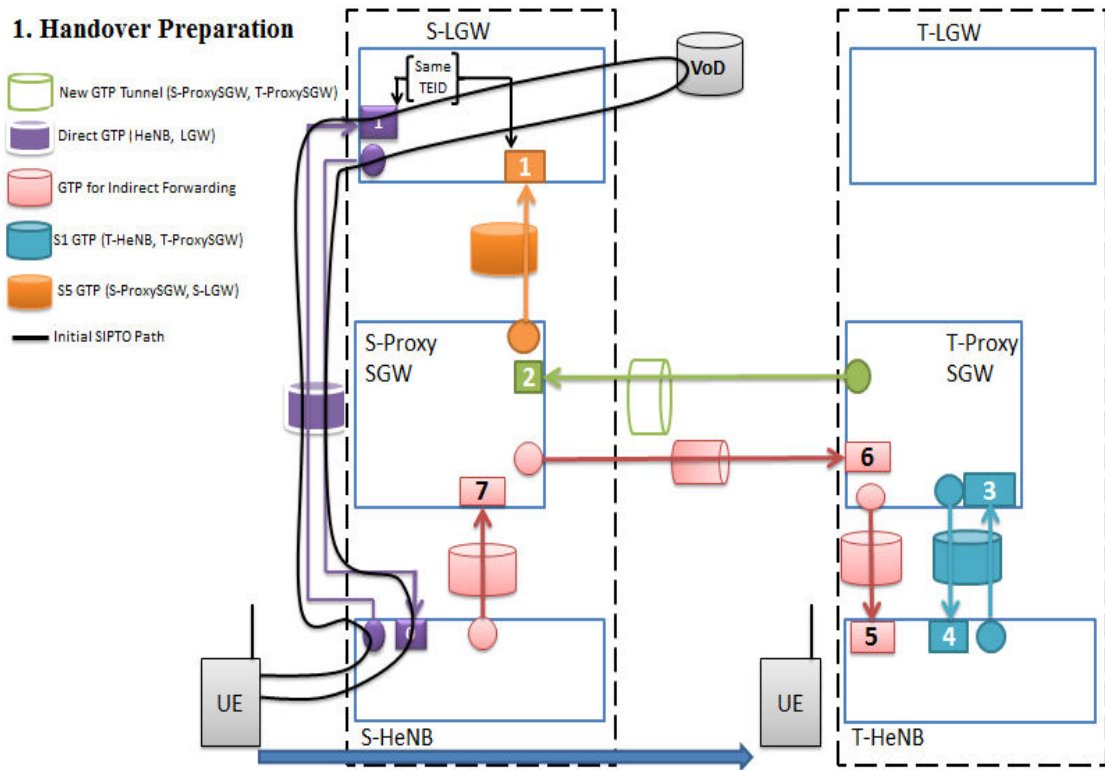 1. Handover Preparation
New GTP Tunnel (S-ProxySGW, T-ProxySGW)
Direct GTP (HeNB, LGW)
GTP for Indirect Forwarding
S1 GTP (T-HeNB, T-ProxySGW)
S5 GTP (S-ProxySGW, S-LGW)
Initial SIPTO Path
S-LGW
Same
TEID
1
1
VoD
T-LGW
S-Proxy
SGW
2
7
T-Proxy
SGW
6
3
0
5
4
UE
S-HeNB
UE
T-HeNB